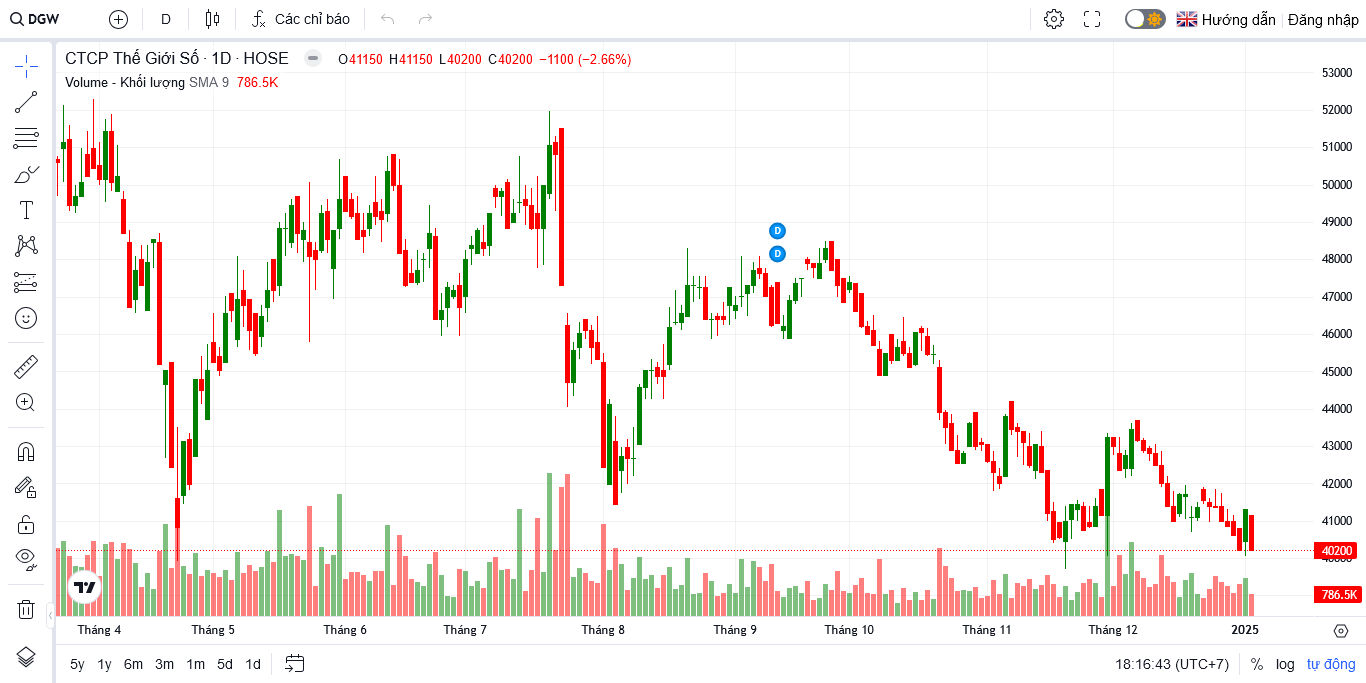 DGW D Các chỉ báo Hướng dẫn Đăng nhập
CTCP Thế Giới Số · 1D · HOSE O41150 H41150 L40200 C40200 −1100 (−2.66%)
Volume - Khối lượng SMA 9 786.5K
53000
52000
51000
50000
49000
48000
47000
46000
45000
44000
43000
42000
41000
40200
786.5K
D
D
Tháng 4 Tháng 5 Tháng 6 Tháng 7 Tháng 8 Tháng 9 Tháng 10 Tháng 11 Tháng 12 2025
5y 1y 6m 3m 1m 5d 1d 18:16:43 (UTC+7) % log tự động